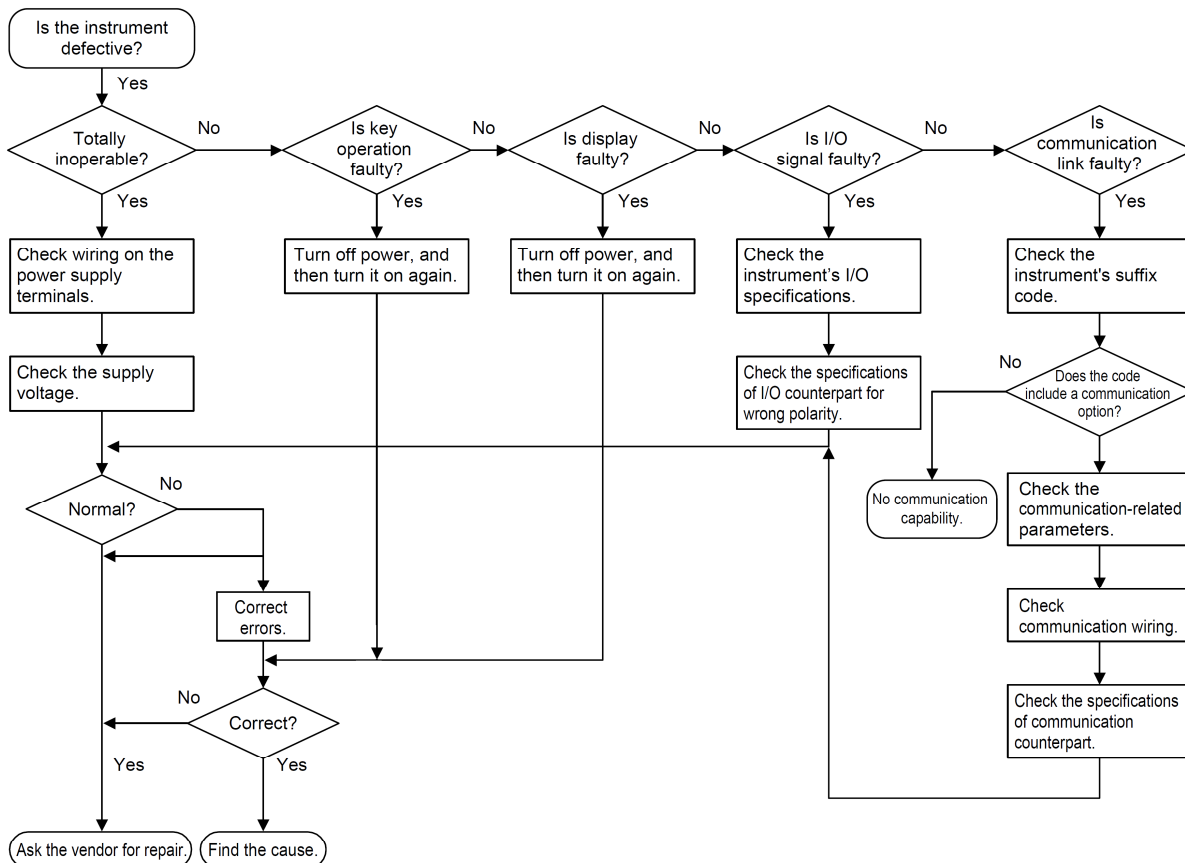 Is the instrument
defective?
Yes
Totally
inoperable?
No
Is key
operation
faulty?
No
Is display
faulty?
No
Is I/O
signal faulty?
No
Is
communication
link faulty?
Yes
Yes
Yes
Yes
Yes
Check wiring on the
power supply
terminals.
Turn off power, and
then turn it on again.
Turn off power, and
then turn it on again.
Check the
instrument's I/O
specifications.
Check the
instrument's suffix
code.
Check the supply
voltage.
Check the specifications
of I/O counterpart for
wrong polarity.
No
Does the code
include a communication
option?
Normal?
No
No communication
capability.
Check the
communication-related
parameters.
Correct
errors.
Check
communication wiring.
No
Correct?
Check the specifications
of communication
counterpart.
Yes
Yes
Ask the vendor for repair.
Find the cause.